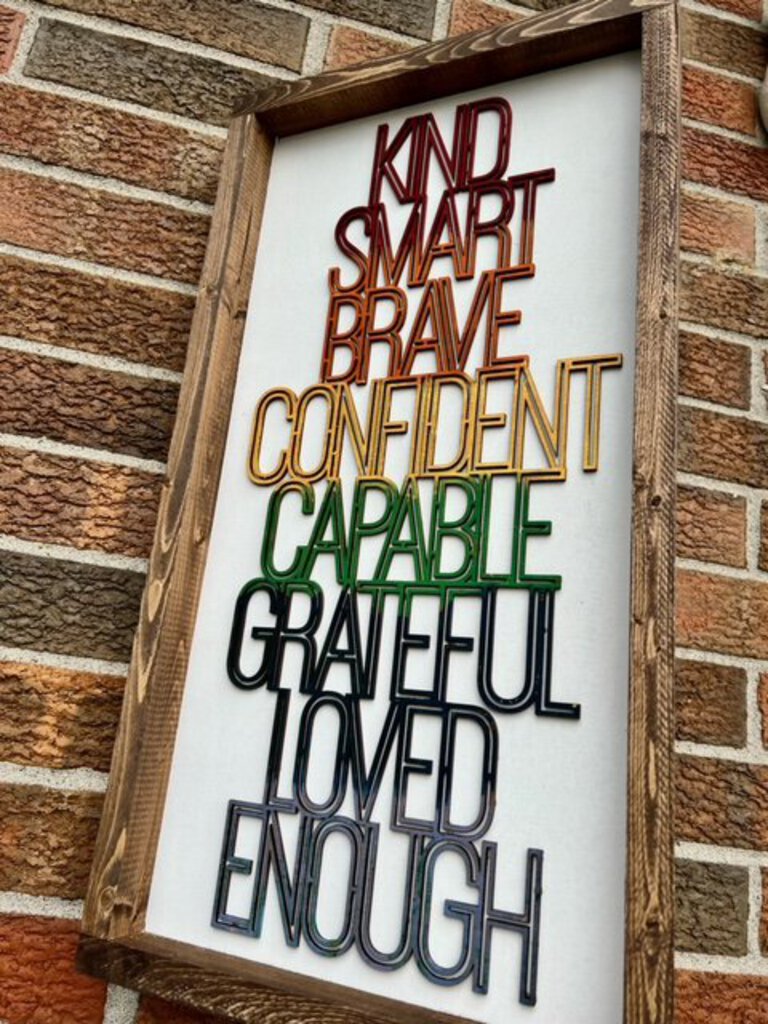 KIND
SMART
BRAVE
CONFIDENT
CAPABLE
GRATEFUL
LOVED
ENOUGH